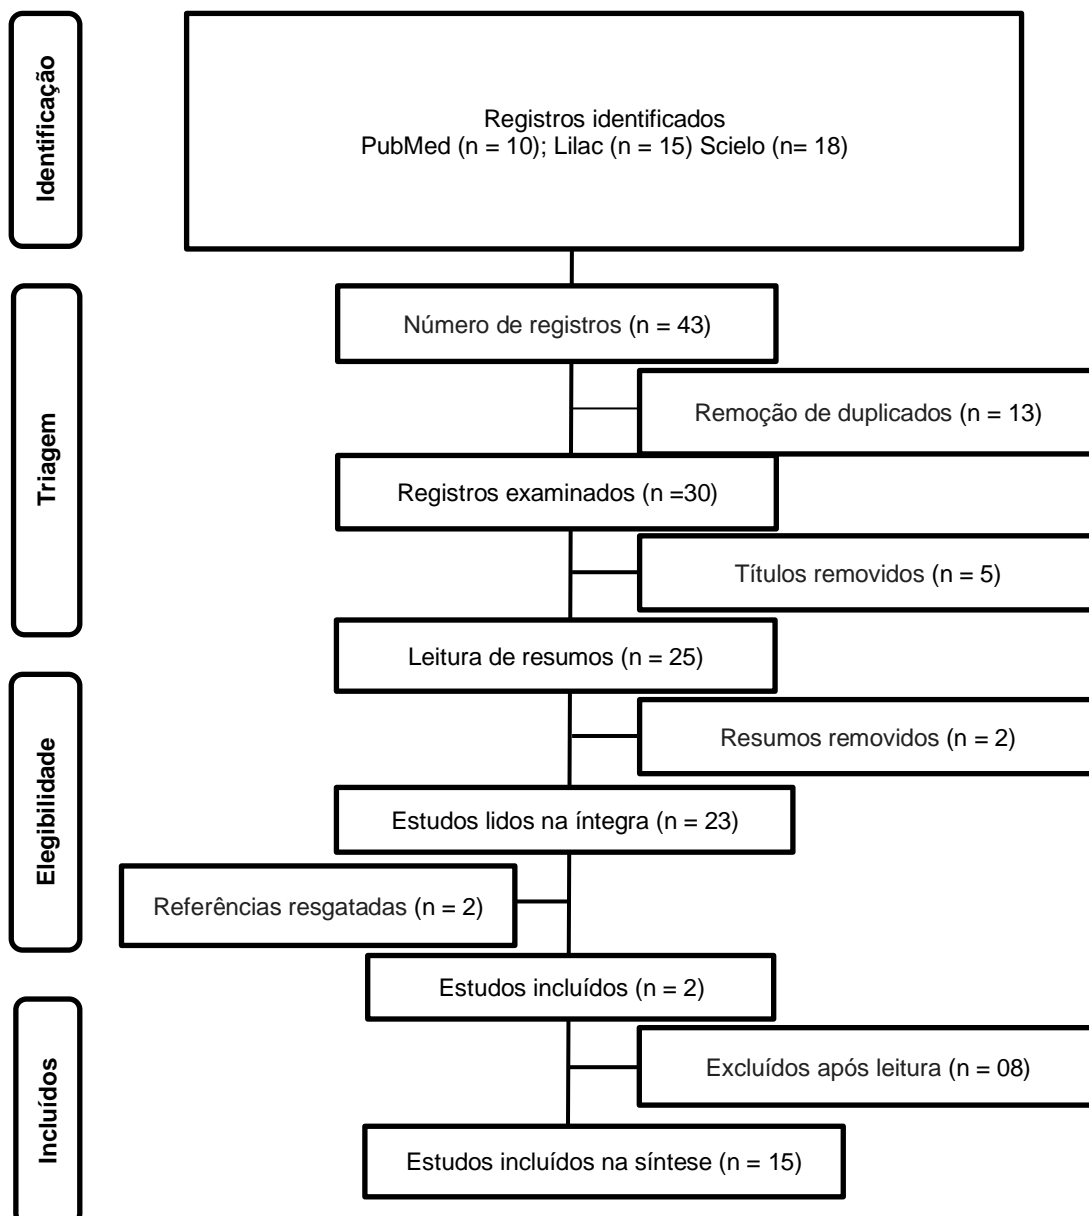 Identificação
Registros identificados
PubMed (n = 10); Lilac (n = 15) Scielo (n= 18)
Triagem
Número de registros (n = 43)
Remoção de duplicados (n = 13)
Registros examinados (n =30)
Títulos removidos (n = 5)
Leitura de resumos (n = 25)
Elegibilidade
Resumos removidos (n = 2)
Estudos lidos na íntegra (n = 23)
Referências resgatadas (n = 2)
Estudos incluídos (n = 2)
Incluídos
Excluídos após leitura (n = 08)
Estudos incluídos na síntese (n = 15)